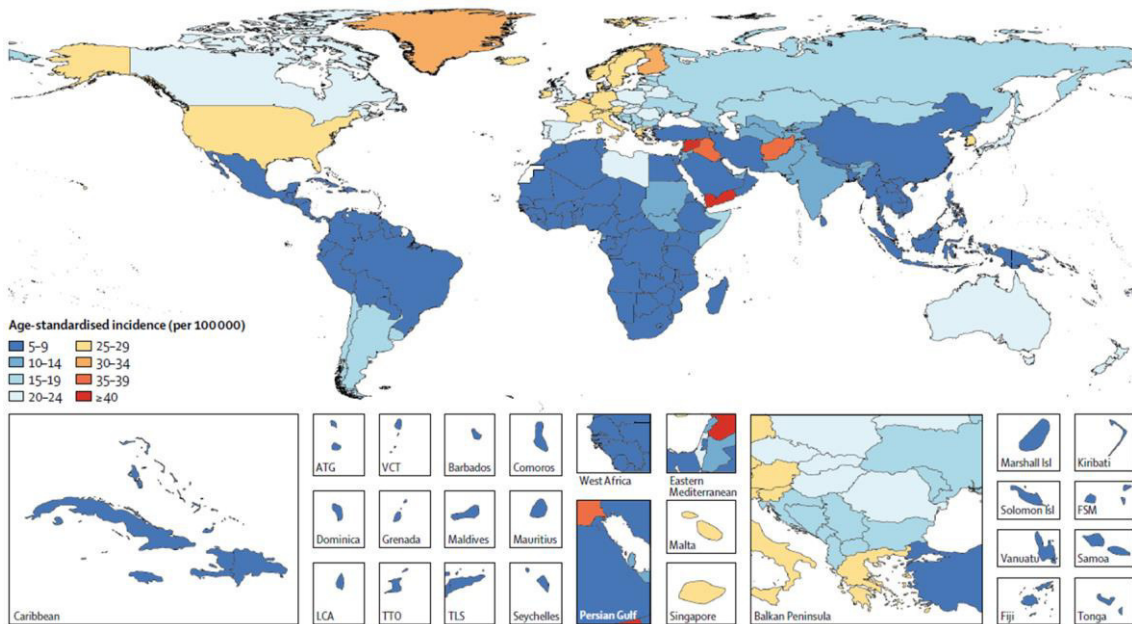 Age-standardised incidence (per 100 000)
5–9
10–14
15–19
20–24
25–29
30–34
35–39
≥40
Caribbean
ATG
VCT
Barbados
Comoros
Dominica
Grenada
Maldives
Mauritius
LCA
TTO
TLS
Seychelles
West Africa
Eastern
Mediterranean
Persian Gulf
Malta
Singapore
Balkan Peninsula
Marshall Isl
Kiribati
Solomon Isl
FSM
Vanuatu
Samoa
Fiji
Tonga